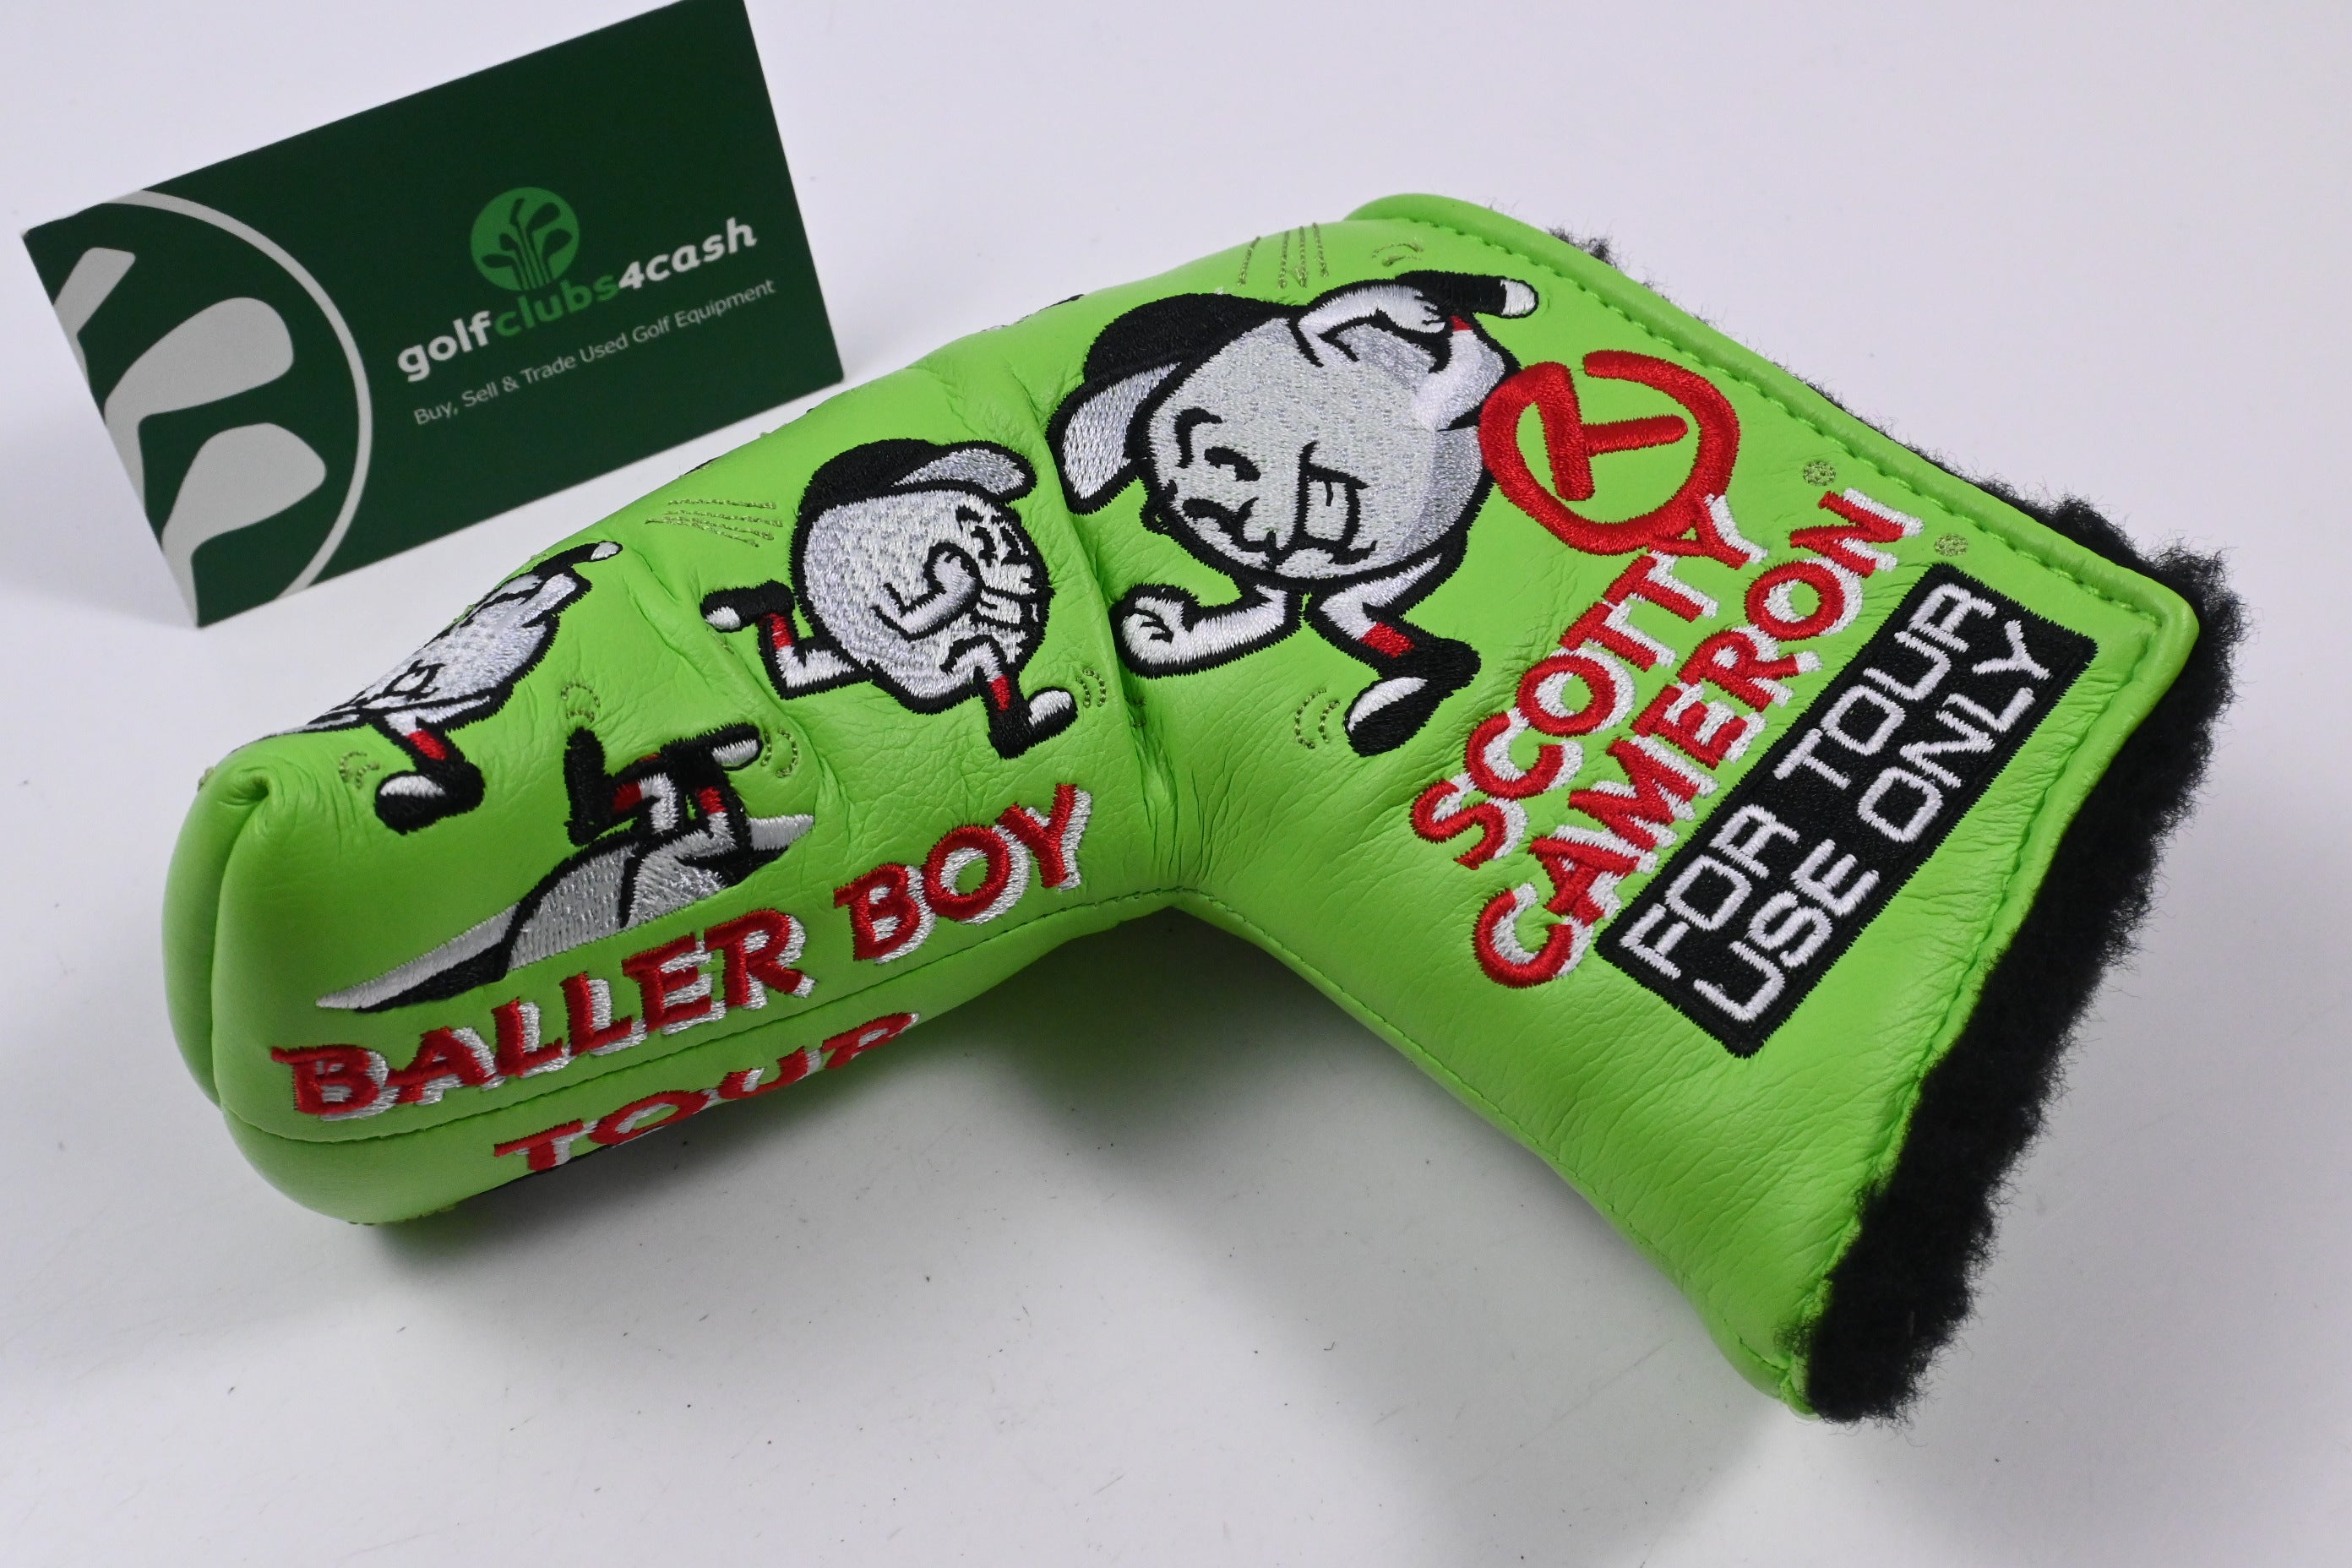 golfclubs4cash
Buy, Sell & Trade Used Golf Equipment
T
SCOTTY
CAMERON
FOR TOUR
USE ONLY
BALLER BOY
TOUR